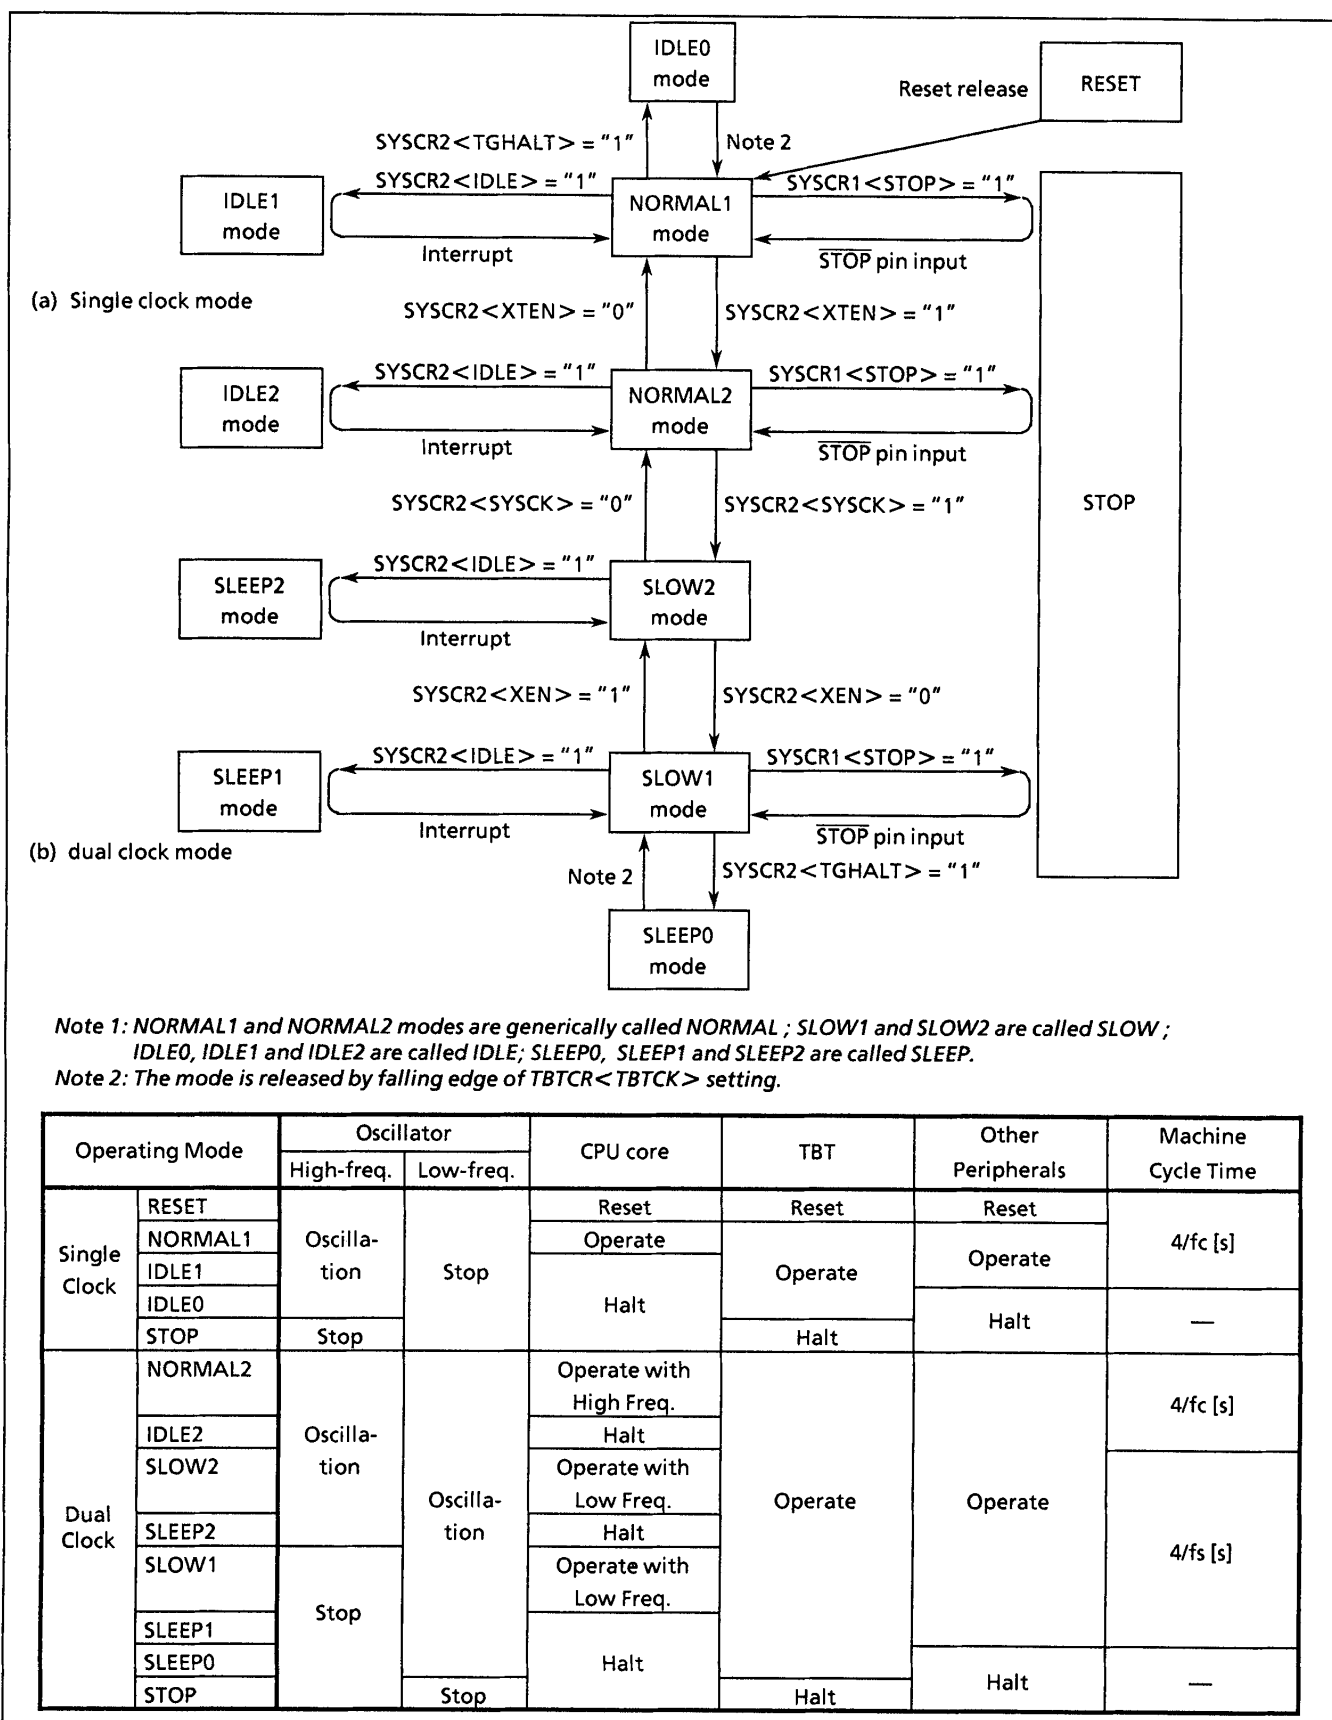 IDLE0
mode
RESET
Reset release
SYSCR2<TGHALT> = "1"
Note 2
SYSCR2<IDLE> = "1"
SYSCR1<STOP> = "1"
IDLE1
mode
NORMAL1
mode
Interrupt
STOP pin input
(a) Single clock mode
SYSCR2<XTEN> = "0"
SYSCR2<XTEN> = "1"
SYSCR2<IDLE> = "1"
SYSCR1<STOP> = "1"
IDLE2
mode
NORMAL2
mode
Interrupt
STOP pin input
SYSCR2<SYSCK> = "0"
SYSCR2<SYSCK> = "1"
STOP
SYSCR2<IDLE> = "1"
SLEEP2
mode
SLOW2
mode
Interrupt
SYSCR2<XEN> = "1"
SYSCR2<XEN> = "0"
SYSCR2<IDLE> = "1"
SYSCR1<STOP> = "1"
SLEEP1
mode
SLOW1
mode
Interrupt
STOP pin input
(b) dual clock mode
Note 2
SYSCR2<TGHALT> = "1"
SLEEP0
mode
Note 1: NORMAL1 and NORMAL2 modes are generically called NORMAL ; SLOW1 and SLOW2 are called SLOW ;
IDLE0, IDLE1 and IDLE2 are called IDLE; SLEEP0, SLEEP1 and SLEEP2 are called SLEEP.
Note 2: The mode is released by falling edge of TBTCR<TBTCK> setting.
Operating Mode
Oscillator
High-freq.
Low-freq.
CPU core
TBT
Other
Peripherals
Machine
Cycle Time
Single
Clock
RESET
NORMAL1
IDLE1
IDLE0
STOP
Oscilla-
tion
Stop
Stop
Reset
Operate
Halt
Reset
Operate
Halt
Reset
Operate
Halt
4/fc [s]
—
Dual
Clock
NORMAL2
IDLE2
SLOW2
SLEEP2
SLOW1
SLEEP1
SLEEP0
STOP
Oscilla-
tion
Stop
Oscilla-
tion
Stop
Operate with
High Freq.
Halt
Operate with
Low Freq.
Halt
Operate with
Low Freq.
Halt
Operate
Halt
Operate
Halt
4/fc [s]
4/fs [s]
—